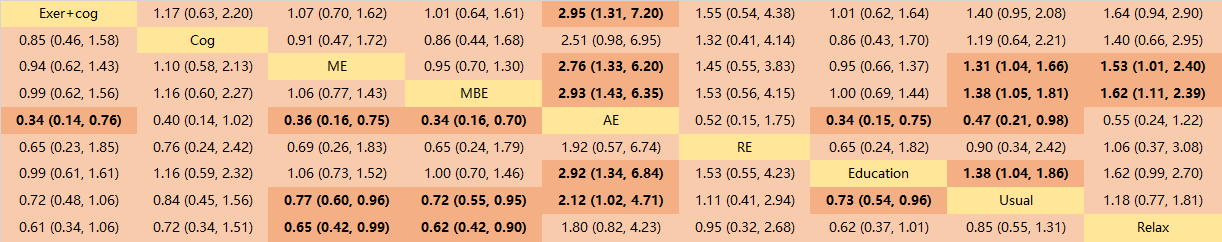 Exer+cog 1.17 (0.63, 2.20) 1.07 (0.70, 1.62) 1.01 (0.64, 1.61) 2.95 (1.31, 7.20) 1.55 (0.54, 4.38) 1.01 (0.62, 1.64) 1.40 (0.95, 2.08) 1.64 (0.94, 2.90)
0.85 (0.46, 1.58) Cog 0.91 (0.47, 1.72) 0.86 (0.44, 1.68) 2.51 (0.98, 6.95) 1.32 (0.41, 4.14) 0.86 (0.43, 1.70) 1.19 (0.64, 2.21) 1.40 (0.66, 2.95)
0.94 (0.62, 1.43) 1.10 (0.58, 2.13) ME 0.95 (0.70, 1.30) 2.76 (1.33, 6.20) 1.45 (0.55, 3.83) 0.95 (0.66, 1.37) 1.31 (1.04, 1.66) 1.53 (1.01, 2.40)
0.99 (0.62, 1.56) 1.16 (0.60, 2.27) 1.06 (0.77, 1.43) MBE 2.93 (1.43, 6.35) 1.53 (0.56, 4.15) 1.00 (0.69, 1.44) 1.38 (1.05, 1.81) 1.62 (1.11, 2.39)
0.34 (0.14, 0.76) 0.40 (0.14, 1.02) 0.36 (0.16, 0.75) 0.34 (0.16, 0.70) AE 0.52 (0.15, 1.75) 0.34 (0.15, 0.75) 0.47 (0.21, 0.98) 0.55 (0.24, 1.22)
0.65 (0.23, 1.85) 0.76 (0.24, 2.42) 0.69 (0.26, 1.83) 0.65 (0.24, 1.79) 1.92 (0.57, 6.74) RE 0.65 (0.24, 1.82) 0.90 (0.34, 2.42) 1.06 (0.37, 3.08)
0.99 (0.61, 1.61) 1.16 (0.59, 2.32) 1.06 (0.73, 1.52) 1.00 (0.70, 1.46) 2.92 (1.34, 6.84) 1.53 (0.55, 4.23) Education 1.38 (1.04, 1.86) 1.62 (0.99, 2.70)
0.72 (0.48, 1.06) 0.84 (0.45, 1.56) 0.77 (0.60, 0.96) 0.72 (0.55, 0.95) 2.12 (1.02, 4.71) 1.11 (0.41, 2.94) 0.73 (0.54, 0.96) Usual 1.18 (0.77, 1.81)
0.61 (0.34, 1.06) 0.72 (0.34, 1.51) 0.65 (0.42, 0.99) 0.62 (0.42, 0.90) 1.80 (0.82, 4.23) 0.95 (0.32, 2.68) 0.62 (0.37, 1.01) 0.85 (0.55, 1.31) Relax